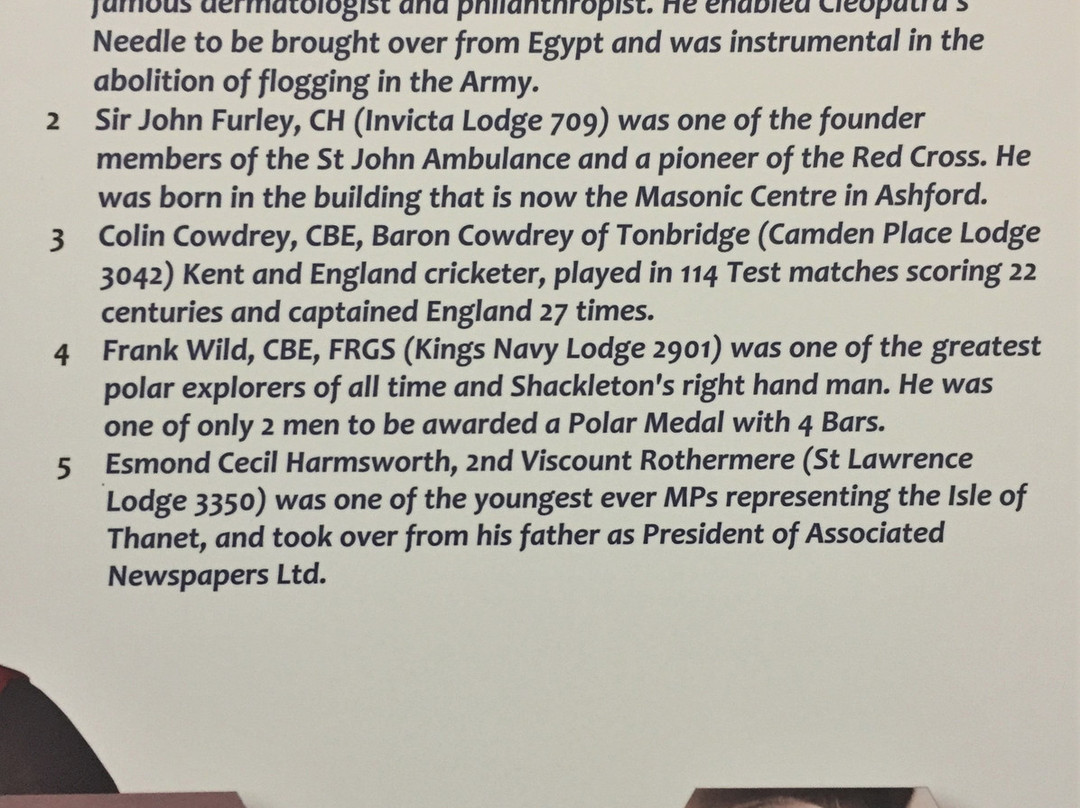 famous dermatologist and philanthropist. He enabled Cleopatra's
Needle to be brought over from Egypt and was instrumental in the
abolition of flogging in the Army.
2 Sir John Furley, CH (Invicta Lodge 709) was one of the founder
members of the St John Ambulance and a pioneer of the Red Cross. He
was born in the building that is now the Masonic Centre in Ashford.
3 Colin Cowdrey, CBE, Baron Cowdrey of Tonbridge (Camden Place Lodge
3042) Kent and England cricketer, played in 114 Test matches scoring 22
centuries and captained England 27 times.
4 Frank Wild, CBE, FRGS (Kings Navy Lodge 2901) was one of the greatest
polar explorers of all time and Shackleton's right hand man. He was
one of only 2 men to be awarded a Polar Medal with 4 Bars.
5 Esmond Cecil Harmsworth, 2nd Viscount Rothermere (St Lawrence
Lodge 3350) was one of the youngest ever MPs representing the Isle of
Thanet, and took over from his father as President of Associated
Newspapers Ltd.